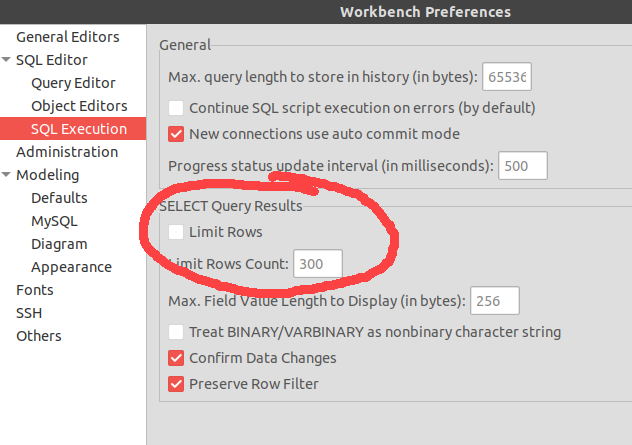 Workbench Preferences
General Editors
SQL Editor
Query Editor
Object Editors
SQL Execution
Administration
Modeling
Defaults
MySQL
Diagram
Appearance
Fonts
SSH
Others
General
Max. query length to store in history (in bytes): 65536
Continue SQL script execution on errors (by default)
New connections use auto commit mode
Progress status update interval (in milliseconds): 500
SELECT Query Results
Limit Rows
Limit Rows Count: 300
Max. Field Value Length to Display (in bytes): 256
Treat BINARY/VARBINARY as nonbinary character string
Confirm Data Changes
Preserve Row Filter